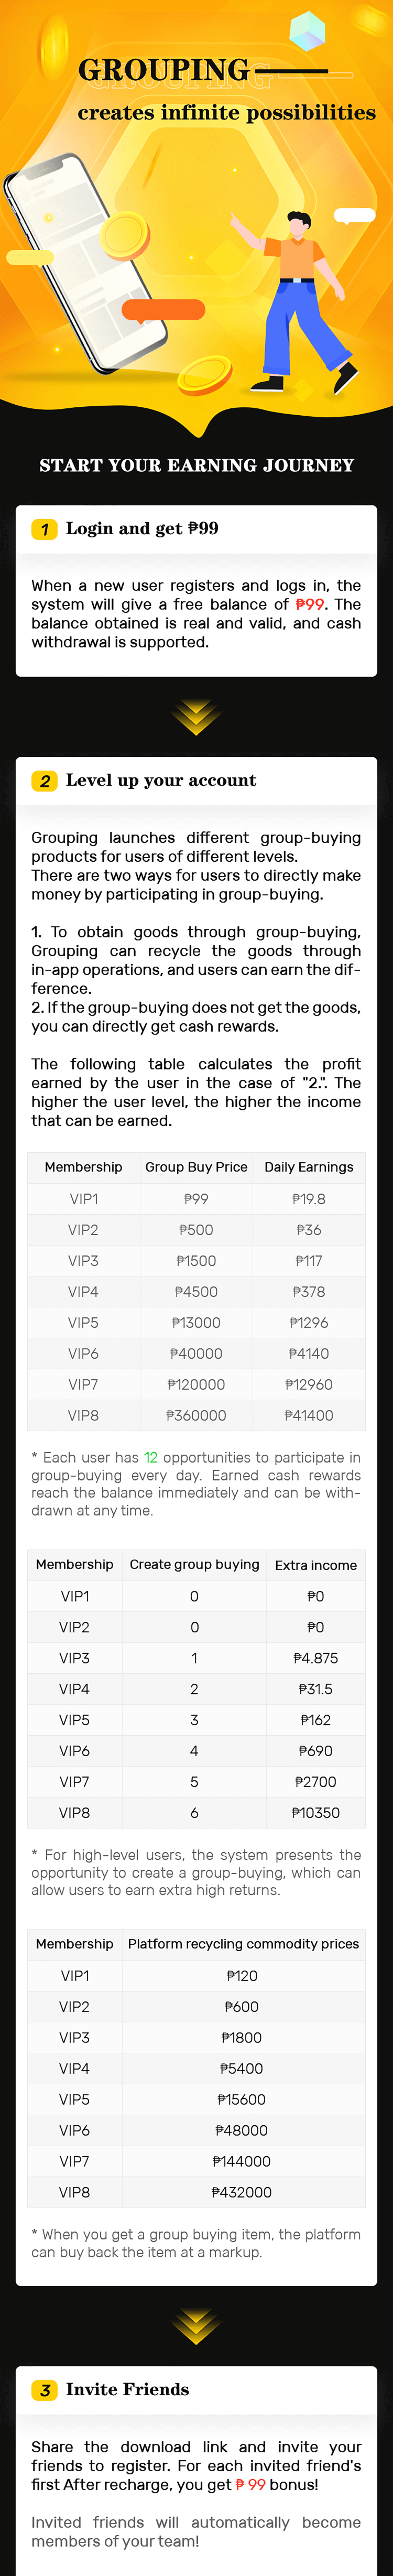 GROUPING
creates infinite possibilities
START YOUR EARNING JOURNEY
1 Login and get ₱99
When a new user registers and logs in, the
system will give a free balance of ₱99. The
balance obtained is real and valid, and cash
withdrawal is supported.
2 Level up your account
Grouping launches different group-buying
products for users of different levels.
There are two ways for users to directly make
money by participating in group-buying.
1. To obtain goods through group-buying,
Grouping can recycle the goods through
in-app operations, and users can earn the dif-
ference.
2. If the group-buying does not get the goods,
you can directly get cash rewards.
The following table calculates the profit
earned by the user in the case of "2.". The
higher the user level, the higher the income
that can be earned.
Membership Group Buy Price Daily Earnings
VIP1 ₱99 ₱19.8
VIP2 ₱500 ₱36
VIP3 ₱1500 ₱117
VIP4 ₱4500 ₱378
VIP5 ₱13000 ₱1296
VIP6 ₱40000 ₱4140
VIP7 ₱120000 ₱12960
VIP8 ₱360000 ₱41400
* Each user has 12 opportunities to participate in
group-buying every day. Earned cash rewards
reach the balance immediately and can be with-
drawn at any time.
Membership Create group buying Extra income
VIP1 0 ₱0
VIP2 0 ₱0
VIP3 1 ₱4.875
VIP4 2 ₱31.5
VIP5 3 ₱162
VIP6 4 ₱690
VIP7 5 ₱2700
VIP8 6 ₱10350
* For high-level users, the system presents the
opportunity to create a group-buying, which can
allow users to earn extra high returns.
Membership Platform recycling commodity prices
VIP1 ₱120
VIP2 ₱600
VIP3 ₱1800
VIP4 ₱5400
VIP5 ₱15600
VIP6 ₱48000
VIP7 ₱144000
VIP8 ₱432000
* When you get a group buying item, the platform
can buy back the item at a markup.
3 Invite Friends
Share the download link and invite your
friends to register. For each invited friend's
first After recharge, you get ₱ 99 bonus!
Invited friends will automatically become
members of your team!